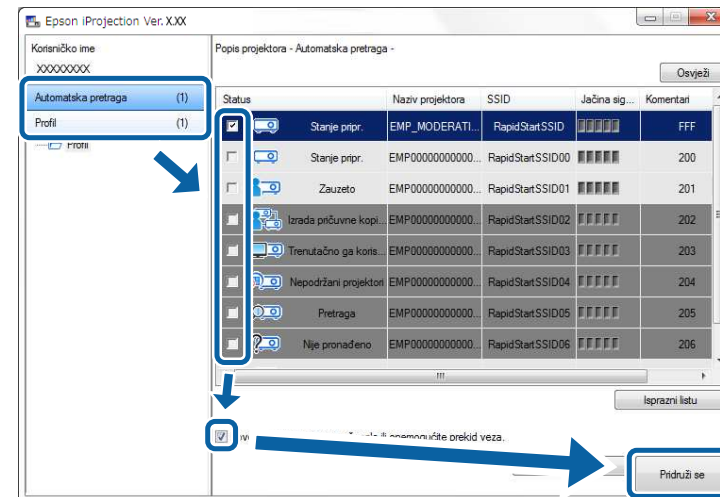 Epson iProjection Ver. X.XX
Korisničko ime
XXXXXXXX
Automatska pretraga (1)
Profil (1)
Profil
Popis projektora - Automatska pretraga -
Osvježi
Status Naziv projektora SSID Jačina sig... Komentari
Stanje pripr. EMP_MODERATI... RapidStartSSID FFF
Stanje pripr. EMP00000000000... RapidStartSSID00 200
Zauzeto EMP00000000000... RapidStartSSID01 201
Izrada pričuvne kopi... EMP00000000000... RapidStartSSID02 202
Trenutačno ga koris... EMP00000000000... RapidStartSSID03 203
Nepodržani projektori EMP00000000000... RapidStartSSID04 204
Pretraga EMP00000000000... RapidStartSSID05 205
Nije pronađeno EMP00000000000... RapidStartSSID06 206
Isprazni listu
ili onemogućite prekid veza.
Pridruži se